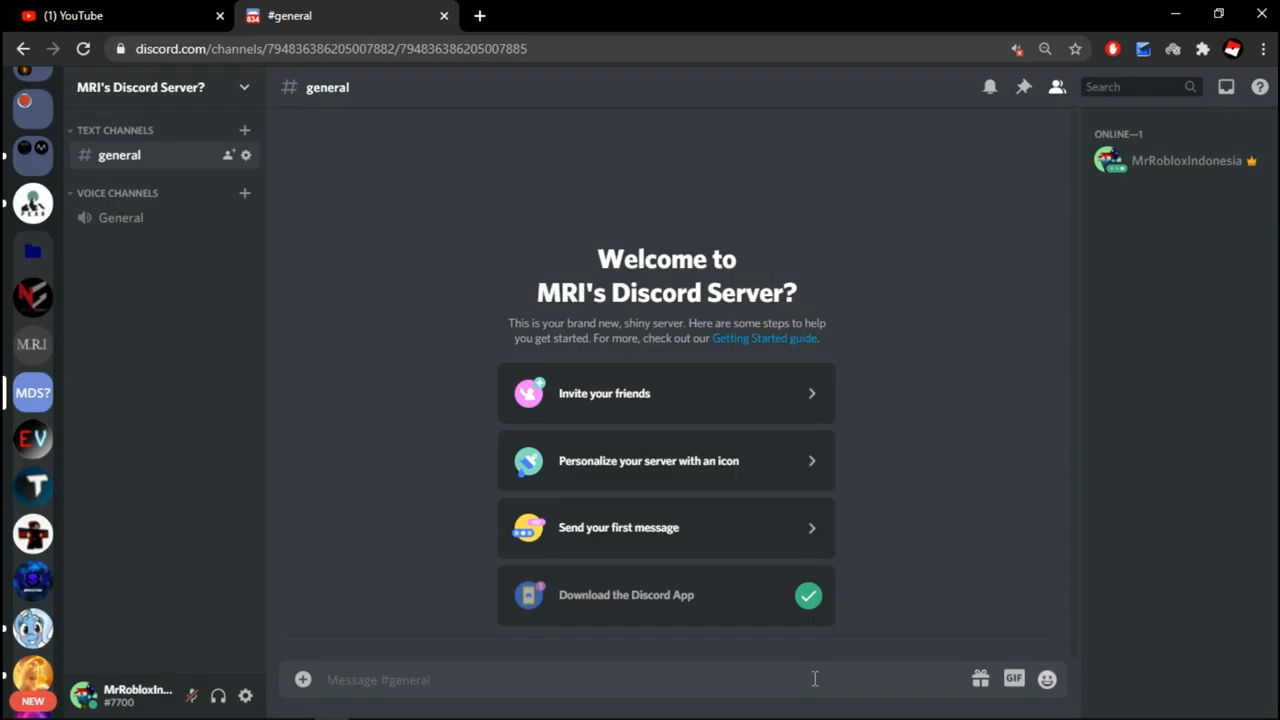 (1) YouTube
834
#general
discord.com/channels/794836386205007882/794836386205007885
MRI's Discord Server?
general
Search
TEXT CHANNELS
general
VOICE CHANNELS
General
ONLINE—1
MrRobloxIndonesia
Welcome to
MRI's Discord Server?
This is your brand new, shiny server. Here are some steps to help
you get started. For more, check out our Getting Started guide.
Invite your friends
Personalize your server with an icon
Send your first message
Download the Discord App
M.R.I
MDS?
EV
T
NEW
MrRobloxIn...
#7700
Message #general
GIF